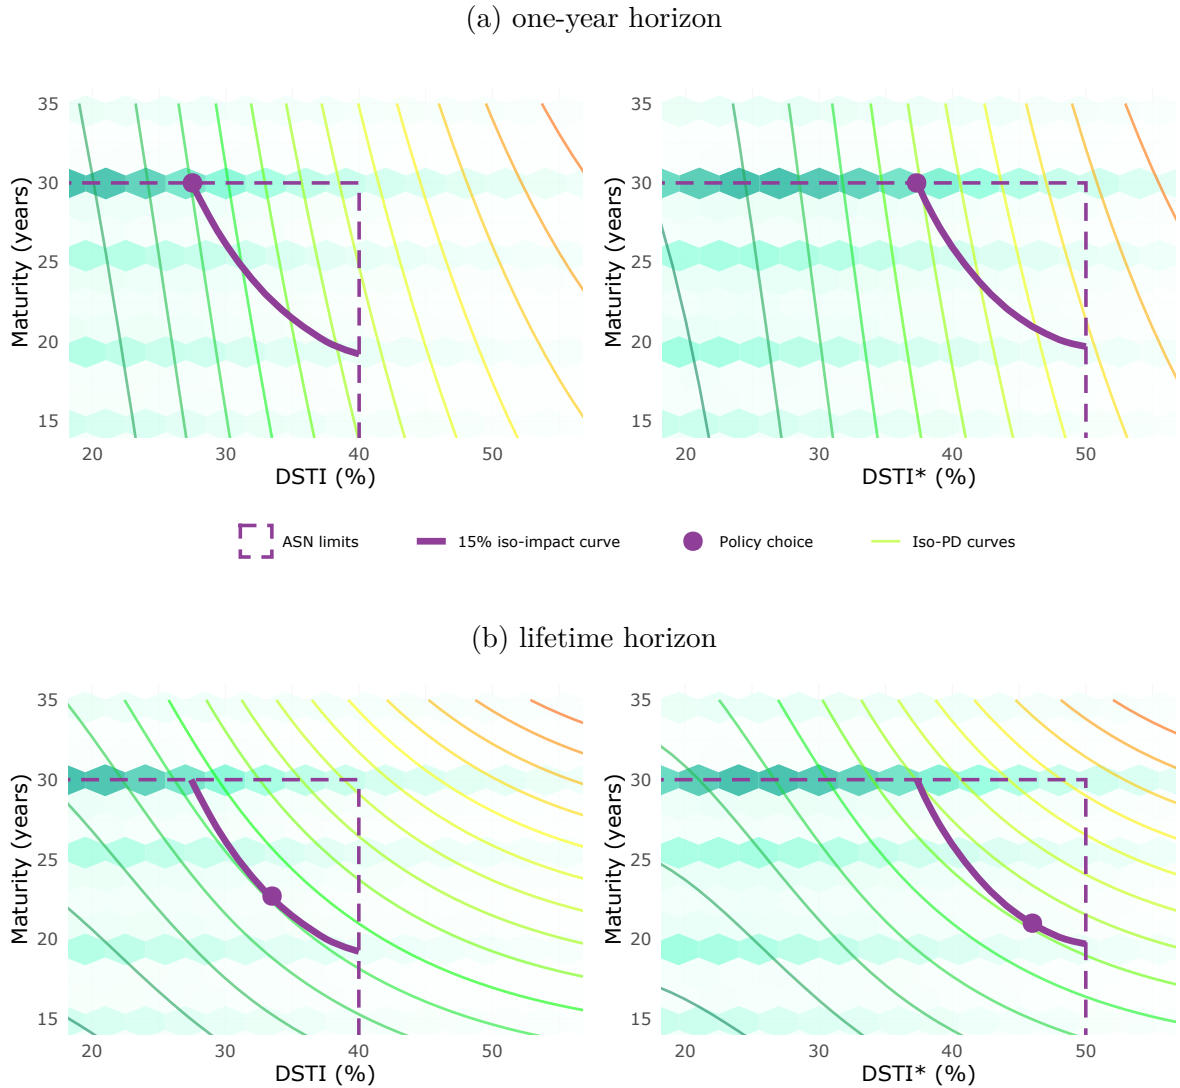 (a) one-year horizon
35
30
25
20
15
Maturity (years)
20 30 40 50
DSTI (%)
35
30
25
20
15
Maturity (years)
20 30 40 50
DSTI* (%)
ASN limits 15% iso-impact curve Policy choice Iso-PD curves
(b) lifetime horizon
35
30
25
20
15
Maturity (years)
20 30 40 50
DSTI (%)
35
30
25
20
15
Maturity (years)
20 30 40 50
DSTI* (%)